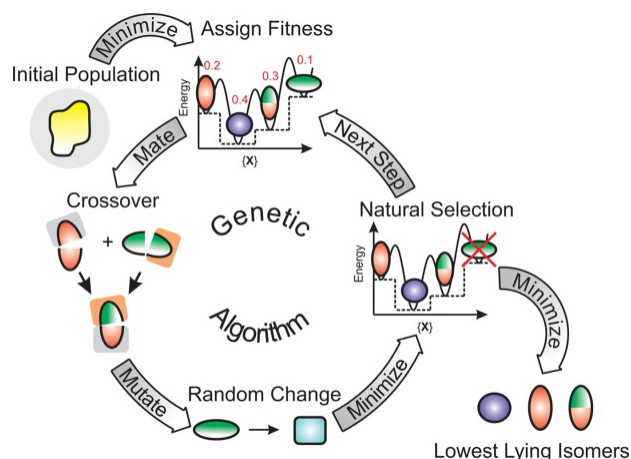 Minimize
Assign Fitness
Initial Population
0.2
0.4
0.3
0.1
Energy
{X}
Mate
Next Step
Crossover
+
Genetic
Algorithm
Natural Selection
Energy
{X}
Minimize
Mutate
Random Change
Minimize
Lowest Lying Isomers